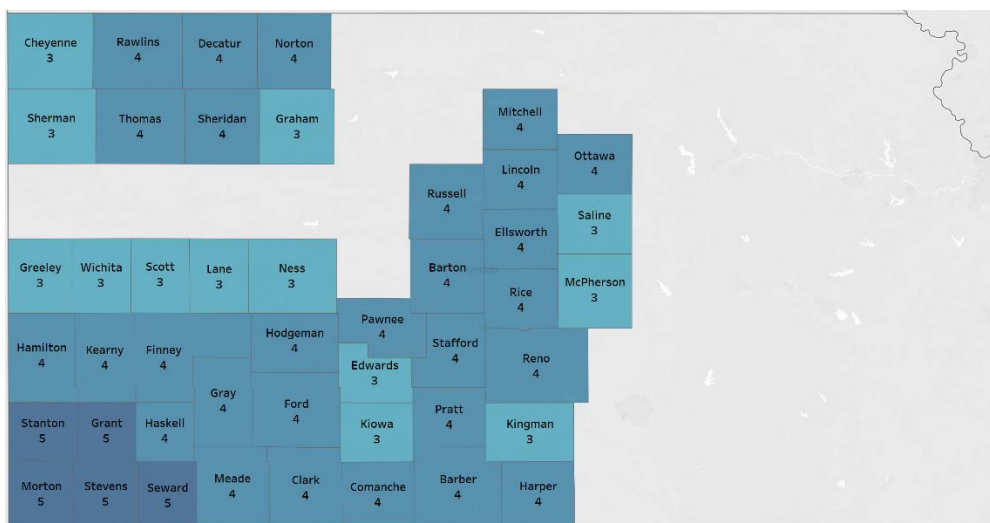 Cheyenne
3
Rawlins
4
Decatur
4
Norton
4
Sherman
3
Thomas
4
Sheridan
4
Graham
3
Mitchell
4
Ottawa
4
Lincoln
4
Russell
4
Saline
3
Ellsworth
4
Greeley
3
Wichita
3
Scott
3
Lane
3
Ness
3
Barton
4
Kansas
Rice
4
McPherson
3
Hamilton
4
Kearny
4
Finney
4
Hodgeman
4
Pawnee
4
Stafford
4
Reno
4
Edwards
3
Gray
4
Ford
4
Stanton
5
Grant
5
Haskell
4
Kiowa
3
Pratt
4
Kingman
3
Morton
5
Stevens
5
Seward
5
Meade
4
Clark
4
Comanche
4
Barber
4
Harper
4